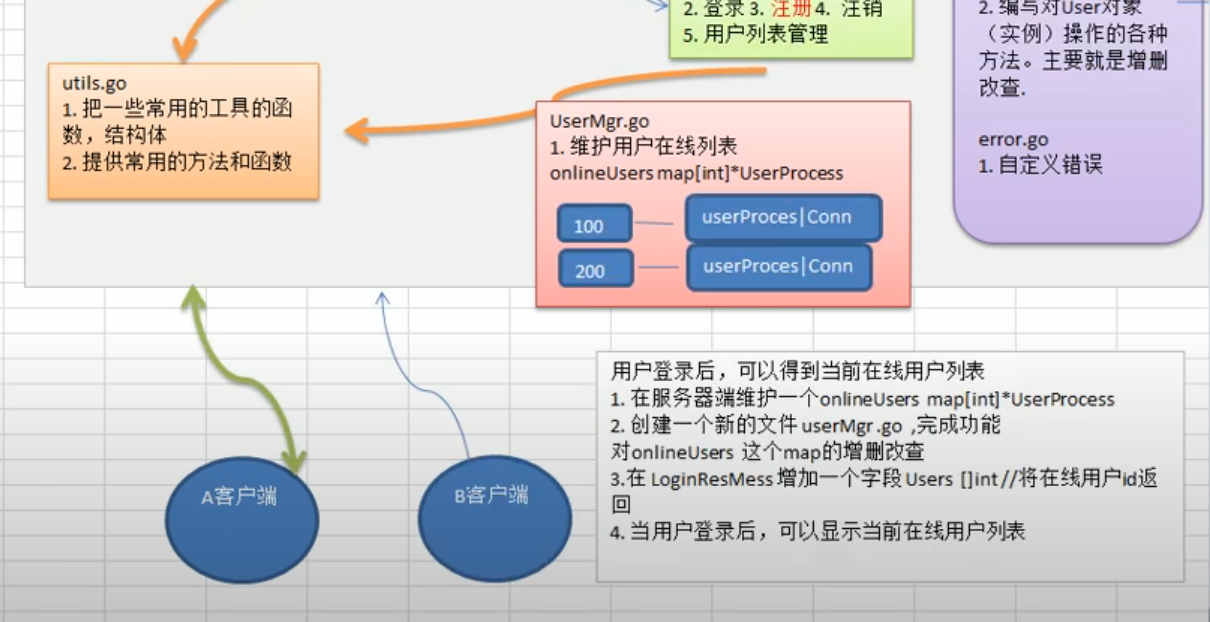 2. 登录 3. 注册 4. 注销
5. 用户列表管理
2. 编写对User对象
（实例）操作的各种
方法。主要就是增删
改查.
error.go
1. 自定义错误
utils.go
1. 把一些常用的工具的函
数，结构体
2. 提供常用的方法和函数
UserMgr.go
1. 维护用户在线列表
onlineUsers map[int]*UserProcess
100
userProces|Conn
200
userProces|Conn
A客户端
B客户端
用户登录后，可以得到当前在线用户列表
1. 在服务器端维护一个onlineUsers map[int]*UserProcess
2. 创建一个新的文件 userMgr.go ,完成功能
对onlineUsers 这个map的增删改查
3.在 LoginResMess 增加一个字段 Users []int //将在线用户id返
回
4. 当用户登录后，可以显示当前在线用户列表